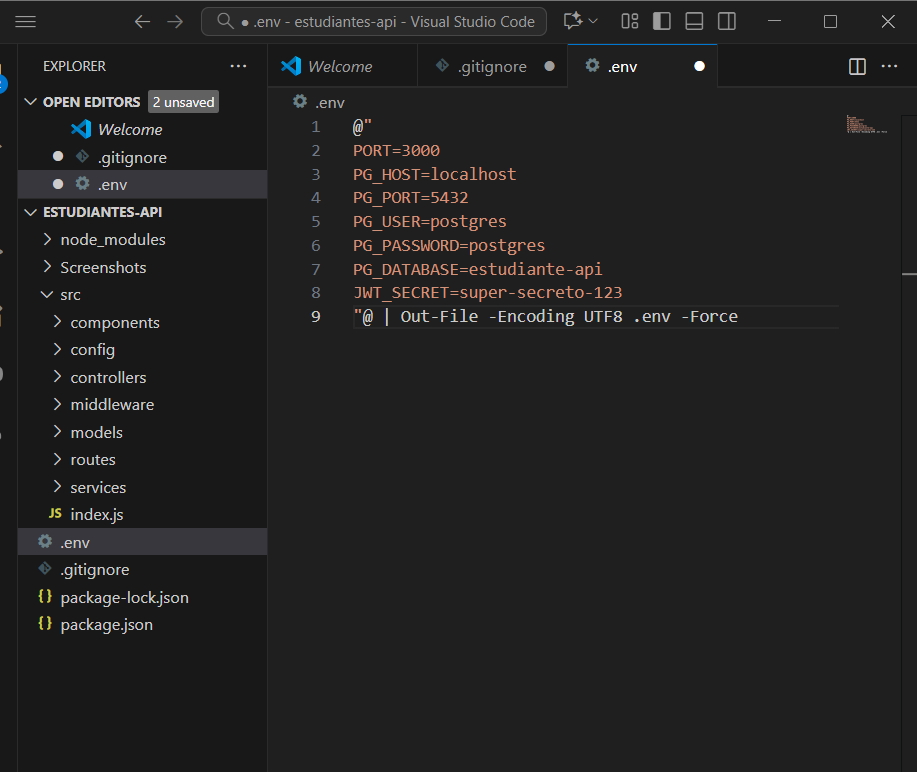 .env - estudiantes-api - Visual Studio Code
EXPLORER
Welcome
.gitignore
.env
OPEN EDITORS
2 unsaved
Welcome
.gitignore
.env
ESTUDIANTES-API
node_modules
Screenshots
src
components
config
controllers
middleware
models
routes
services
JS index.js
.env
.gitignore
{} package-lock.json
{} package.json
.env
1 @"
2 PORT=3000
3 PG_HOST=localhost
4 PG_PORT=5432
5 PG_USER=postgres
6 PG_PASSWORD=postgres
7 PG_DATABASE=estudiante-api
8 JWT_SECRET=super-secreto-123
9 "@ | Out-File -Encoding UTF8 .env -Force